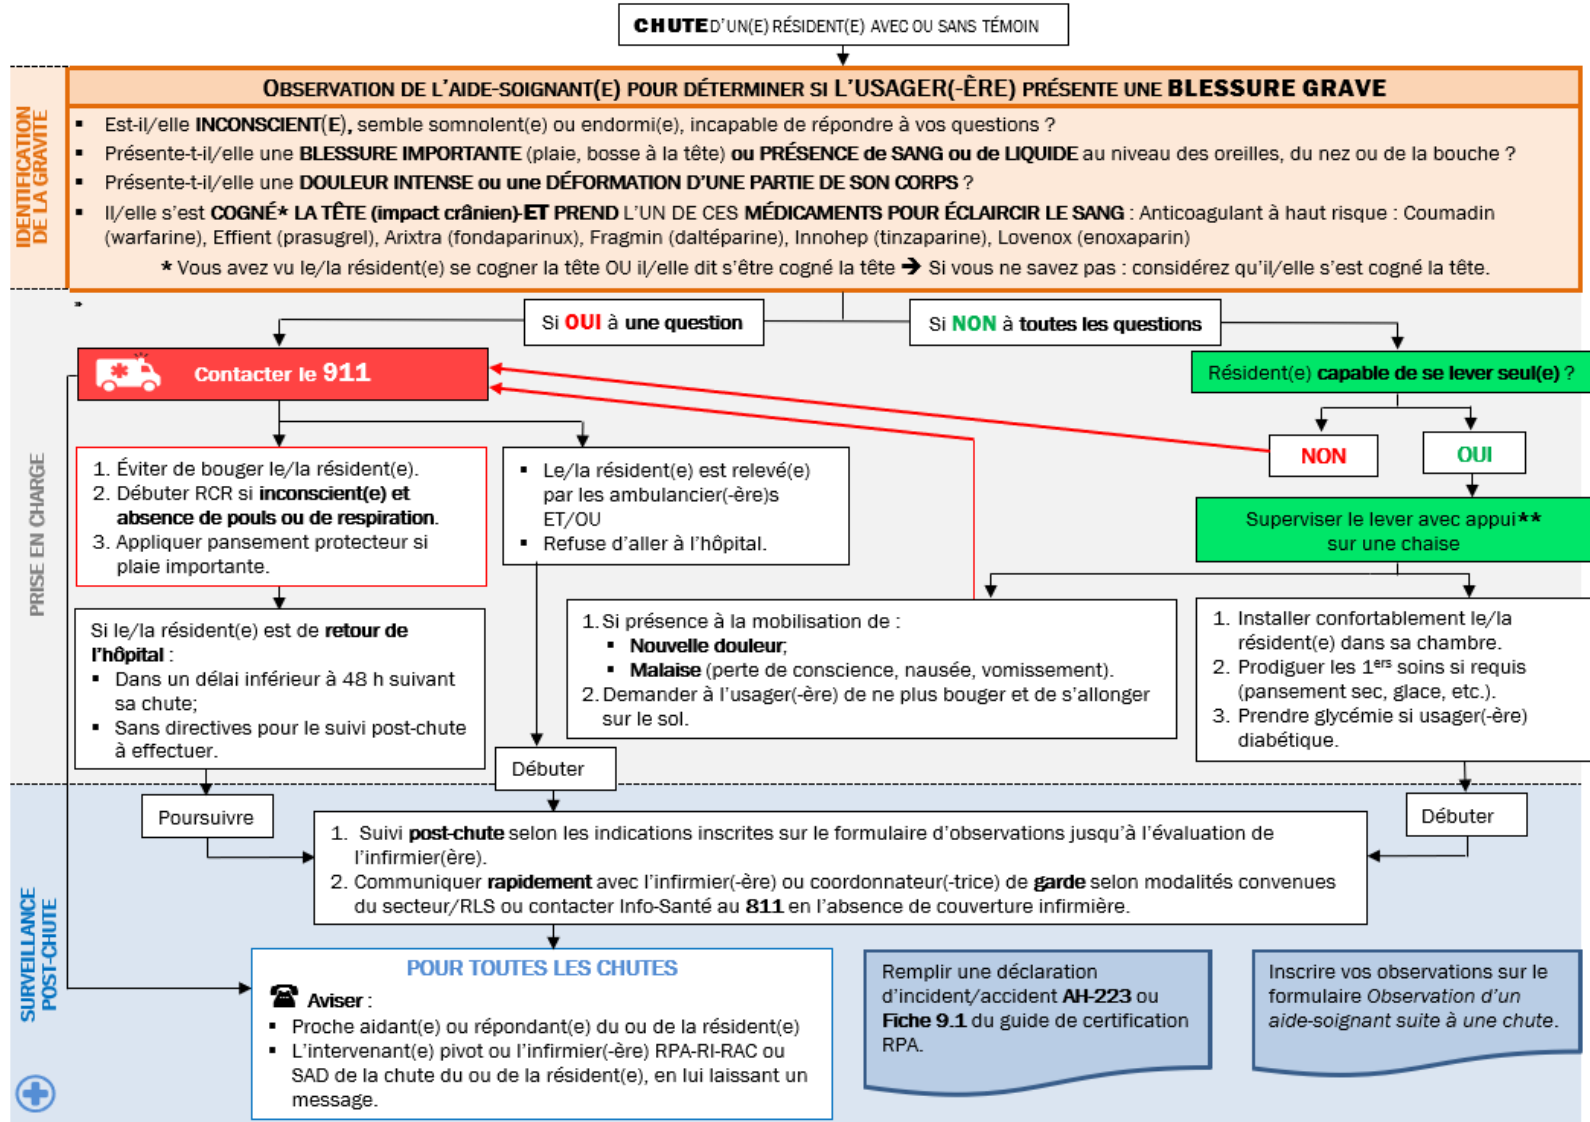 CHUTE D'UN(E) RÉSIDENT(E) AVEC OU SANS TÉMOIN
IDENTIFICATION
DE LA GRAVITÉ
OBSERVATION DE L'AIDE-SOIGNANT(E) POUR DÉTERMINER SI L'USAGER(-ÈRE) PRÉSENTE UNE BLESSURE GRAVE
▪ Est-il/elle INCONSCIENT(E), semble somnolent(e) ou endormi(e), incapable de répondre à vos questions ?
▪ Présente-t-il/elle une BLESSURE IMPORTANTE (plaie, bosse à la tête) ou PRÉSENCE de SANG ou de LIQUIDE au niveau des oreilles, du nez ou de la bouche ?
▪ Présente-t-il/elle une DOULEUR INTENSE ou une DÉFORMATION D'UNE PARTIE DE SON CORPS ?
▪ Il/elle s'est COGNÉ* LA TÊTE (impact crânien)-ET PREND L'UN DE CES MÉDICAMENTS POUR ÉCLAIRCIR LE SANG : Anticoagulant à haut risque : Coumadin
(warfarine), Effient (prasugrel), Arixtra (fondaparinux), Fragmin (daltéparine), Innohep (tinzaparine), Lovenox (enoxaparin)
* Vous avez vu le/la résident(e) se cogner la tête OU il/elle dit s'être cogné la tête ➔ Si vous ne savez pas : considérez qu'il/elle s'est cogné la tête.
PRISE EN CHARGE
Si OUI à une question
Si NON à toutes les questions
Contacter le 911
Résident(e) capable de se lever seul(e) ?
NON
OUI
1. Éviter de bouger le/la résident(e).
2. Débuter RCR si inconscient(e) et
absence de pouls ou de respiration.
3. Appliquer pansement protecteur si
plaie importante.
▪ Le/la résident(e) est relevé(e)
par les ambulancier(-ère)s
ET/OU
▪ Refuse d'aller à l'hôpital.
Superviser le lever avec appui**
sur une chaise
Si le/la résident(e) est de retour de
l'hôpital :
▪ Dans un délai inférieur à 48 h suivant
sa chute;
▪ Sans directives pour le suivi post-chute
à effectuer.
1. Si présence à la mobilisation de :
▪ Nouvelle douleur;
▪ Malaise (perte de conscience, nausée, vomissement).
2. Demander à l'usager(-ère) de ne plus bouger et de s'allonger
sur le sol.
1. Installer confortablement le/la
résident(e) dans sa chambre.
2. Prodiguer les 1ers soins si requis
(pansement sec, glace, etc.).
3. Prendre glycémie si usager(-ère)
diabétique.
Débuter
Poursuivre
Débuter
SURVEILLANCE
POST-CHUTE
1. Suivi post-chute selon les indications inscrites sur le formulaire d'observations jusqu'à l'évaluation de
l'infirmier(ère).
2. Communiquer rapidement avec l'infirmier(-ère) ou coordonnateur(-trice) de garde selon modalités convenues
du secteur/RLS ou contacter Info-Santé au 811 en l'absence de couverture infirmière.
POUR TOUTES LES CHUTES
☎ Aviser :
▪ Proche aidant(e) ou répondant(e) du ou de la résident(e)
▪ L'intervenant(e) pivot ou l'infirmier(-ère) RPA-RI-RAC ou
SAD de la chute du ou de la résident(e), en lui laissant un
message.
Remplir une déclaration
d'incident/accident AH-223 ou
Fiche 9.1 du guide de certification
RPA.
Inscrire vos observations sur le
formulaire Observation d'un
aide-soignant suite à une chute.